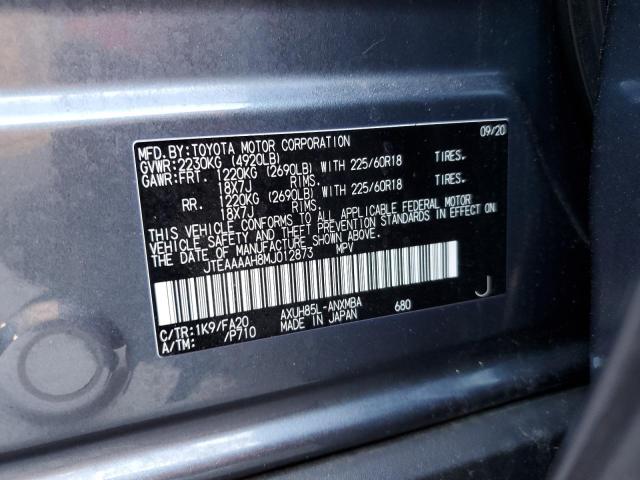 MFD.BY:TOYOTA MOTOR CORPORATION 09/20
GVWR:2230KG (4920LB)
GAWR:FRT. 1220KG (2690LB) WITH 225/60R18 TIRES.
18X7J RIMS.
RR. 1220KG (2690LB) WITH 225/60R18 TIRES.
18X7J RIMS.
THIS VEHICLE CONFORMS TO ALL APPLICABLE FEDERAL MOTOR
VEHICLE SAFETY AND THEFT PREVENTION STANDARDS IN EFFECT ON
THE DATE OF MANUFACTURE SHOWN ABOVE.
JTEAAAAH8MJ012873 MPV
C/TR:1K9/FA20 AXUH85L-ANXMBA 680 J
A/TM: /P710 MADE IN JAPAN